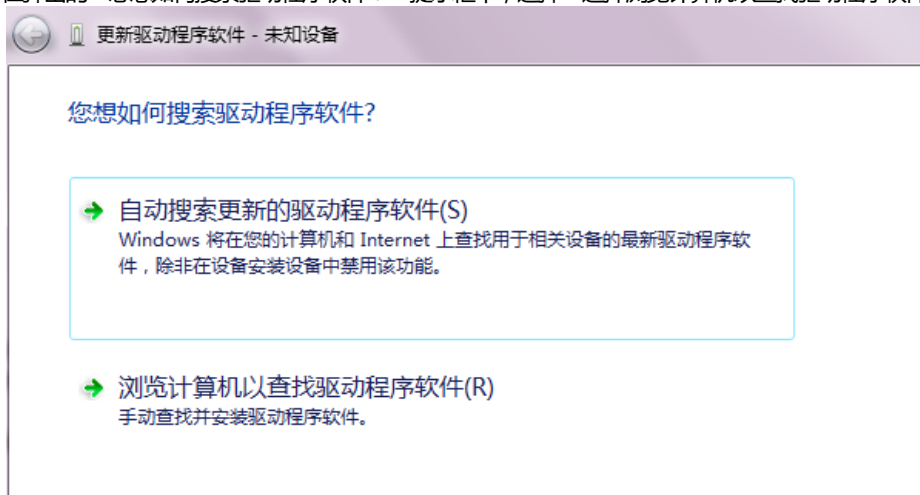 更新驱动程序软件 - 未知设备
您想如何搜索驱动程序软件?
自动搜索更新的驱动程序软件(S)
Windows 将在您的计算机和 Internet 上查找用于相关设备的最新驱动程序软
件，除非在设备安装设备中禁用该功能。
浏览计算机以查找驱动程序软件(R)
手动查找并安装驱动程序软件。